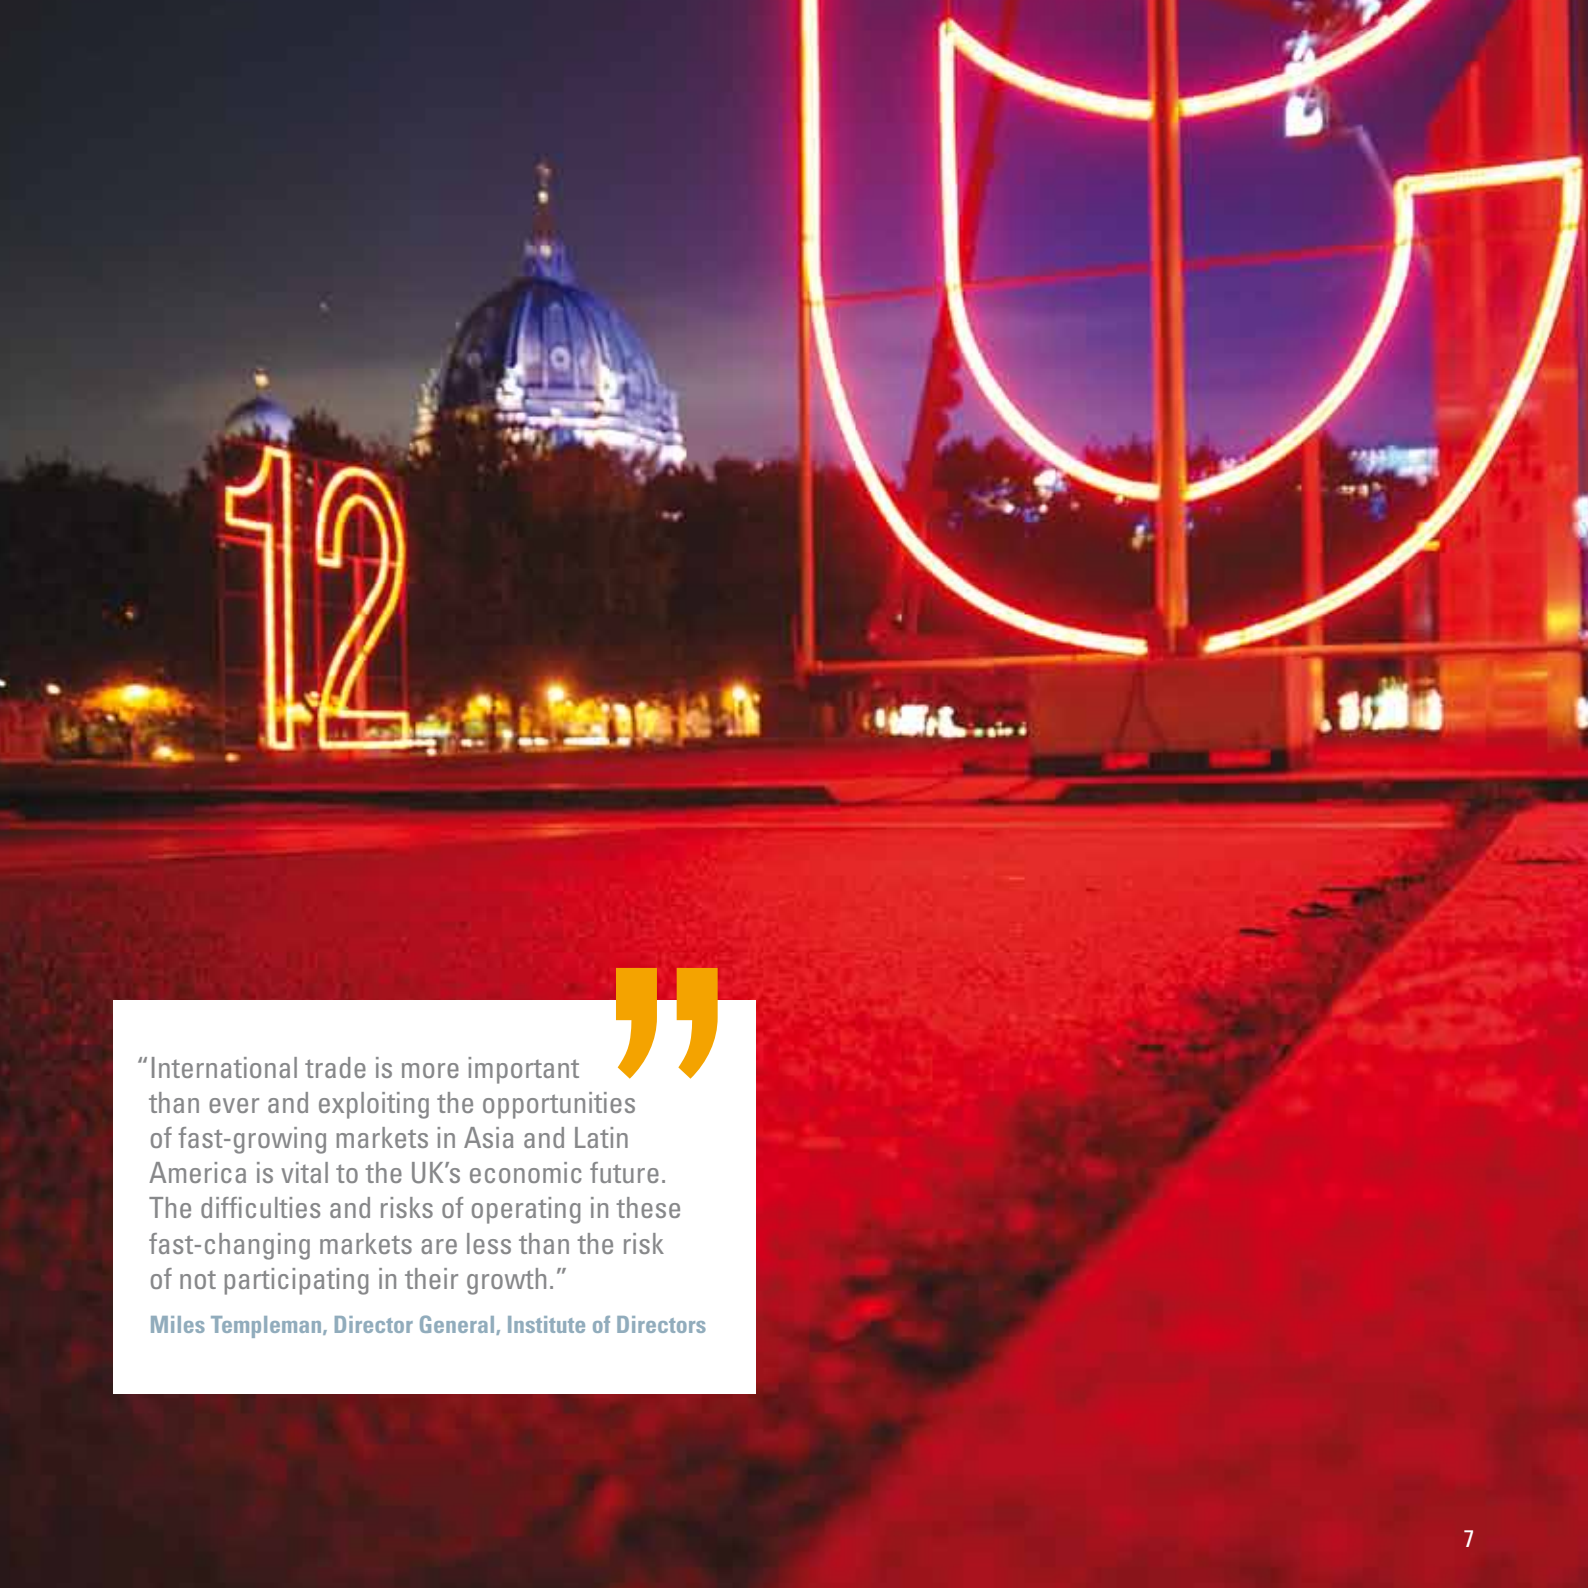 12
“International trade is more important
than ever and exploiting the opportunities
of fast-growing markets in Asia and Latin
America is vital to the UK’s economic future.
The difficulties and risks of operating in these
fast-changing markets are less than the risk
of not participating in their growth.”
Miles Templeman, Director General, Institute of Directors
7